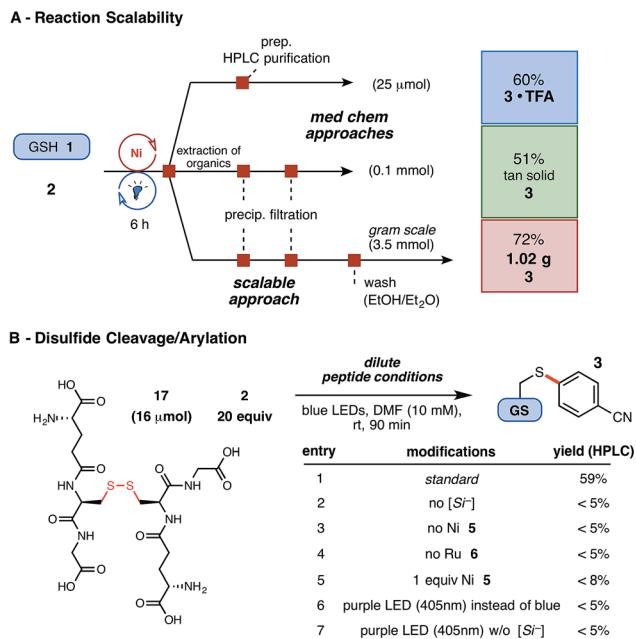 A - Reaction Scalability
prep.
HPLC purification
(25 μmol)
60%
3 • TFA
med chem
approaches
GSH 1
Ni
extraction of
organics
(0.1 mmol)
51%
tan solid
3
2
6 h
precip. filtration
gram scale
(3.5 mmol)
72%
1.02 g
3
scalable
approach
wash
(EtOH/Et2O)
B - Disulfide Cleavage/Arylation
17
(16 μmol)
2
20 equiv
dilute
peptide conditions
blue LEDs, DMF (10 mM),
rt, 90 min
3
S
GS
CN
HO
O
H2N
O
HN
S–S
O
NH
O
HO
O
NH
OH
O
NH
O
NH2
O
OH
entry modifications yield (HPLC)
1 standard 59%
2 no [Si–] < 5%
3 no Ni 5 < 5%
4 no Ru 6 < 5%
5 1 equiv Ni 5 < 8%
6 purple LED (405nm) instead of blue < 5%
7 purple LED (405nm) w/o [Si–] < 5%